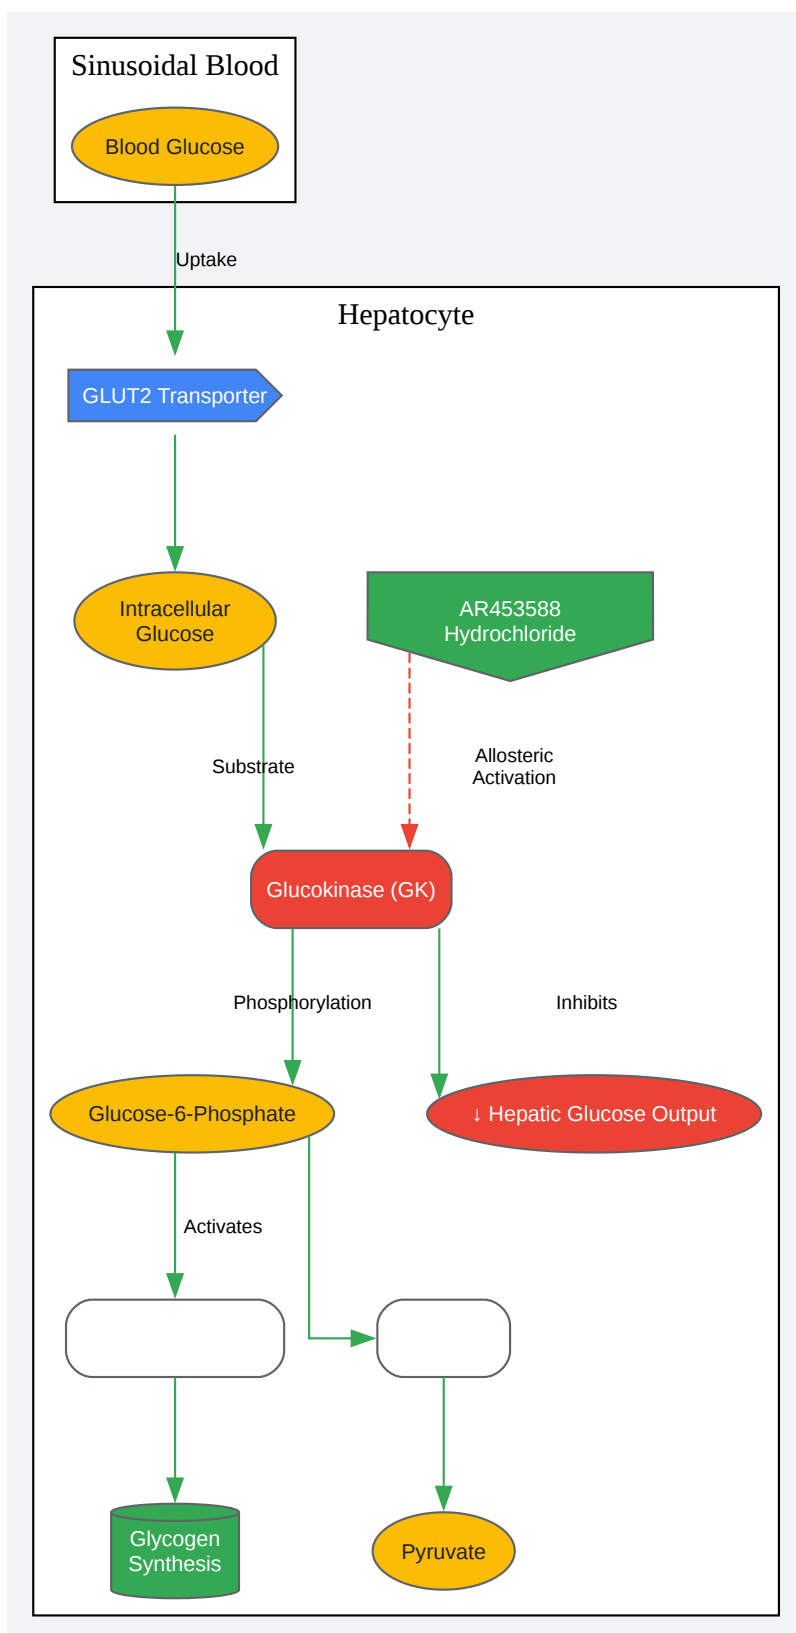 Sinusoidal Blood
Blood Glucose
Uptake
Hepatocyte
GLUT2 Transporter
Intracellular
Glucose
AR453588
Hydrochloride
Substrate
Allosteric
Activation
Glucokinase (GK)
Phosphorylation
Inhibits
Glucose-6-Phosphate
↓ Hepatic Glucose Output
Activates
Glycogen
Synthesis
Pyruvate